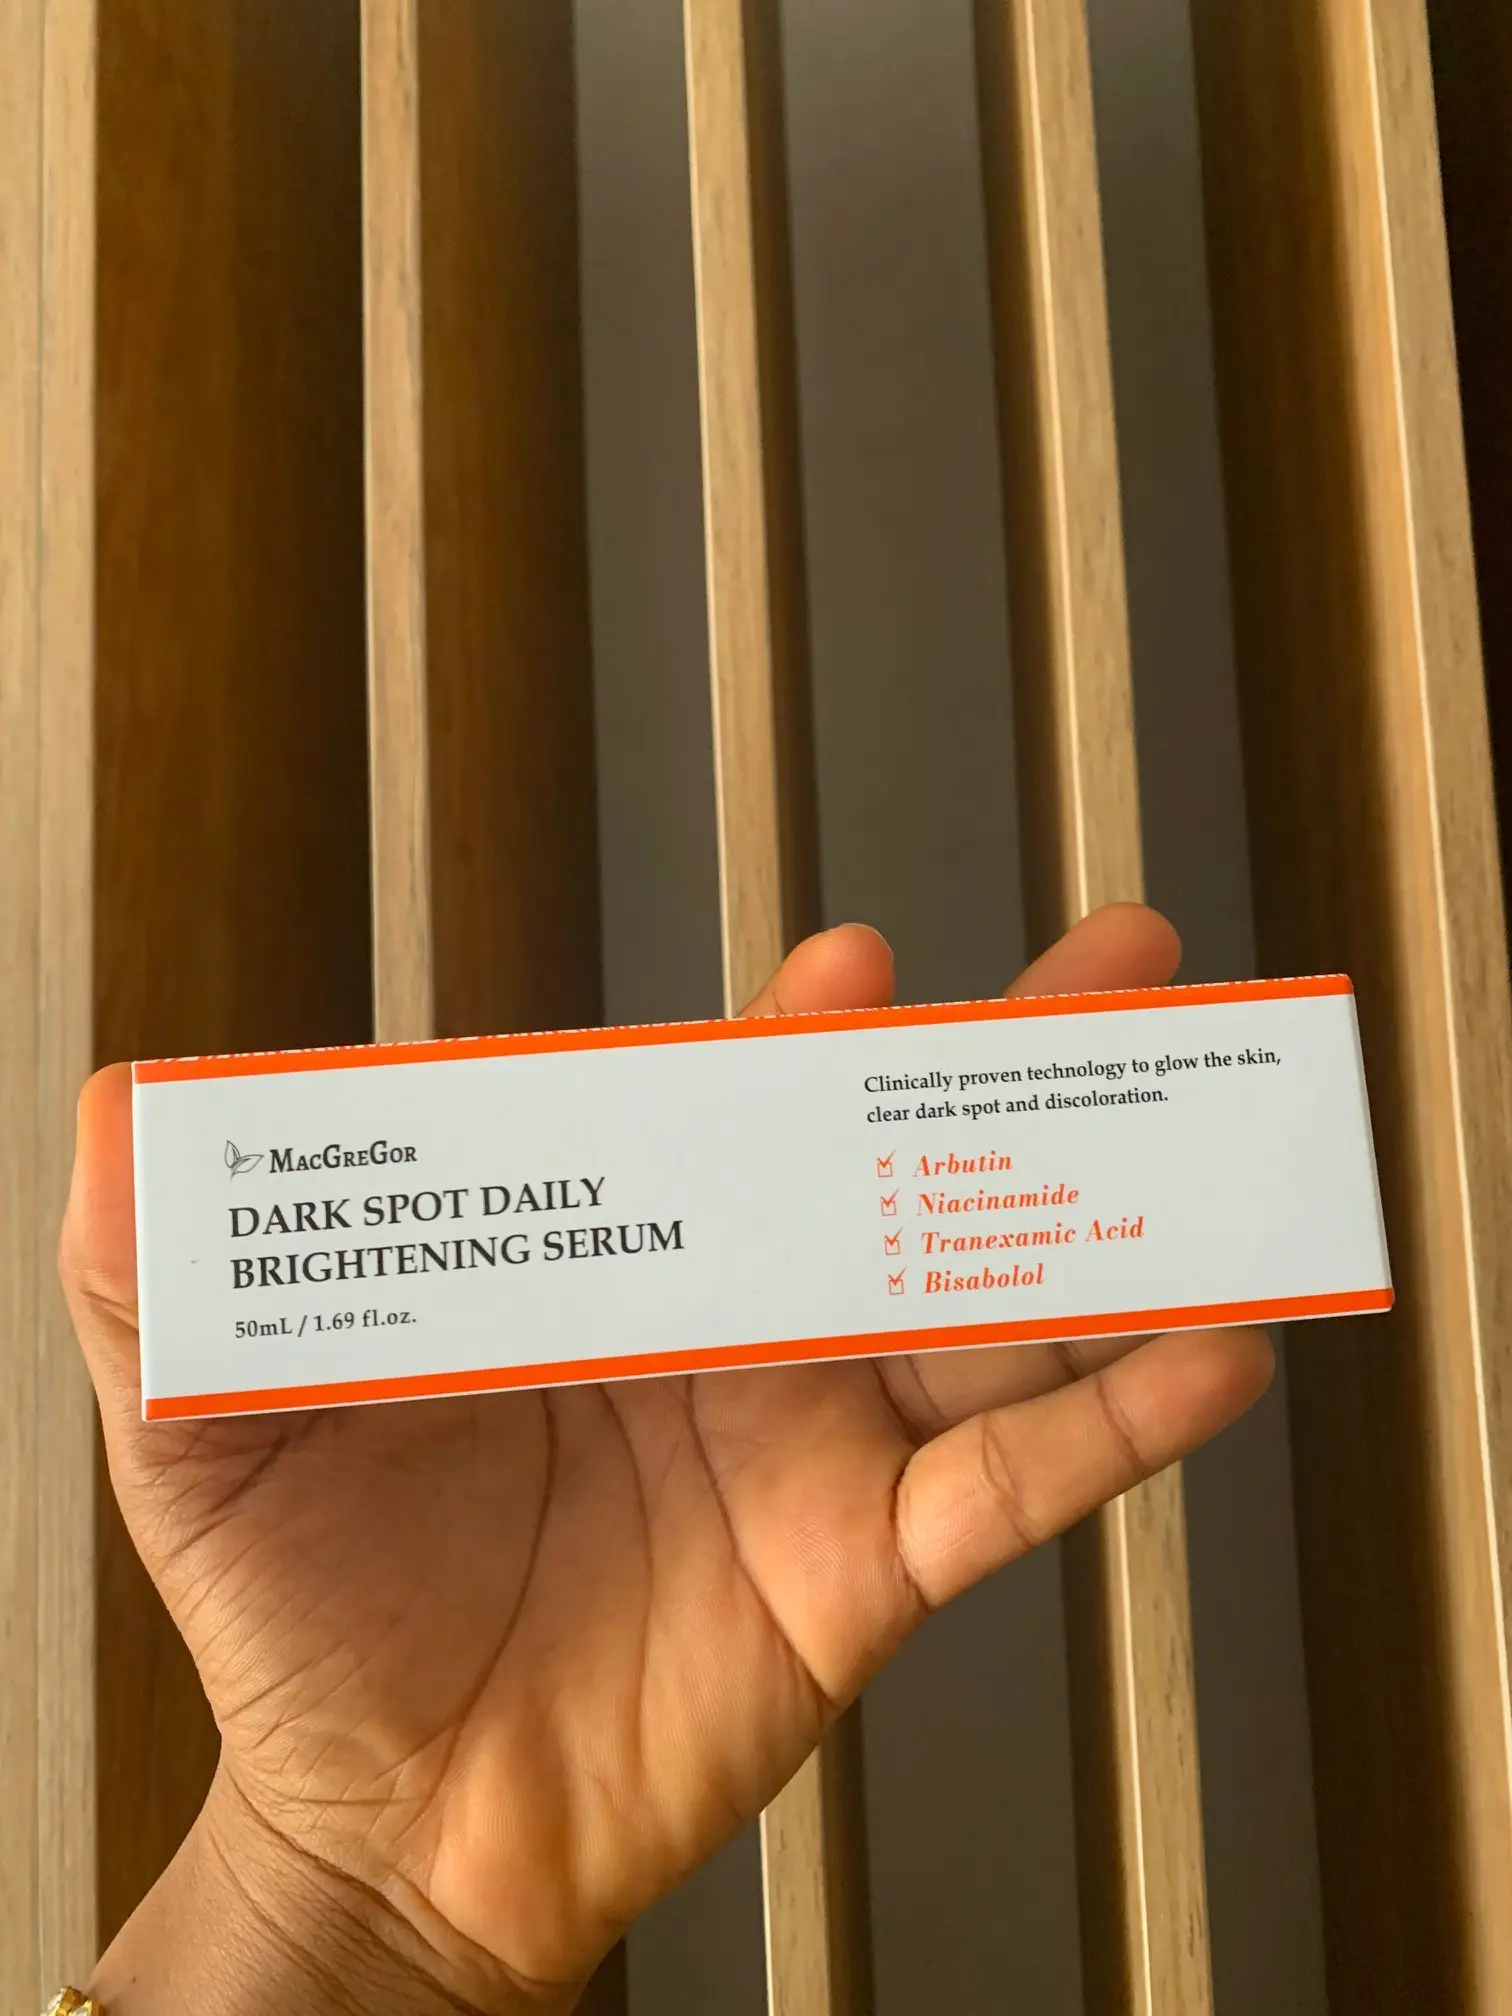 MacGreGor
DARK SPOT DAILY
BRIGHTENING SERUM
50mL / 1.69 fl.oz.
Clinically proven technology to glow the skin,
clear dark spot and discoloration.
Arbutin
Niacinamide
Tranexamic Acid
Bisabolol